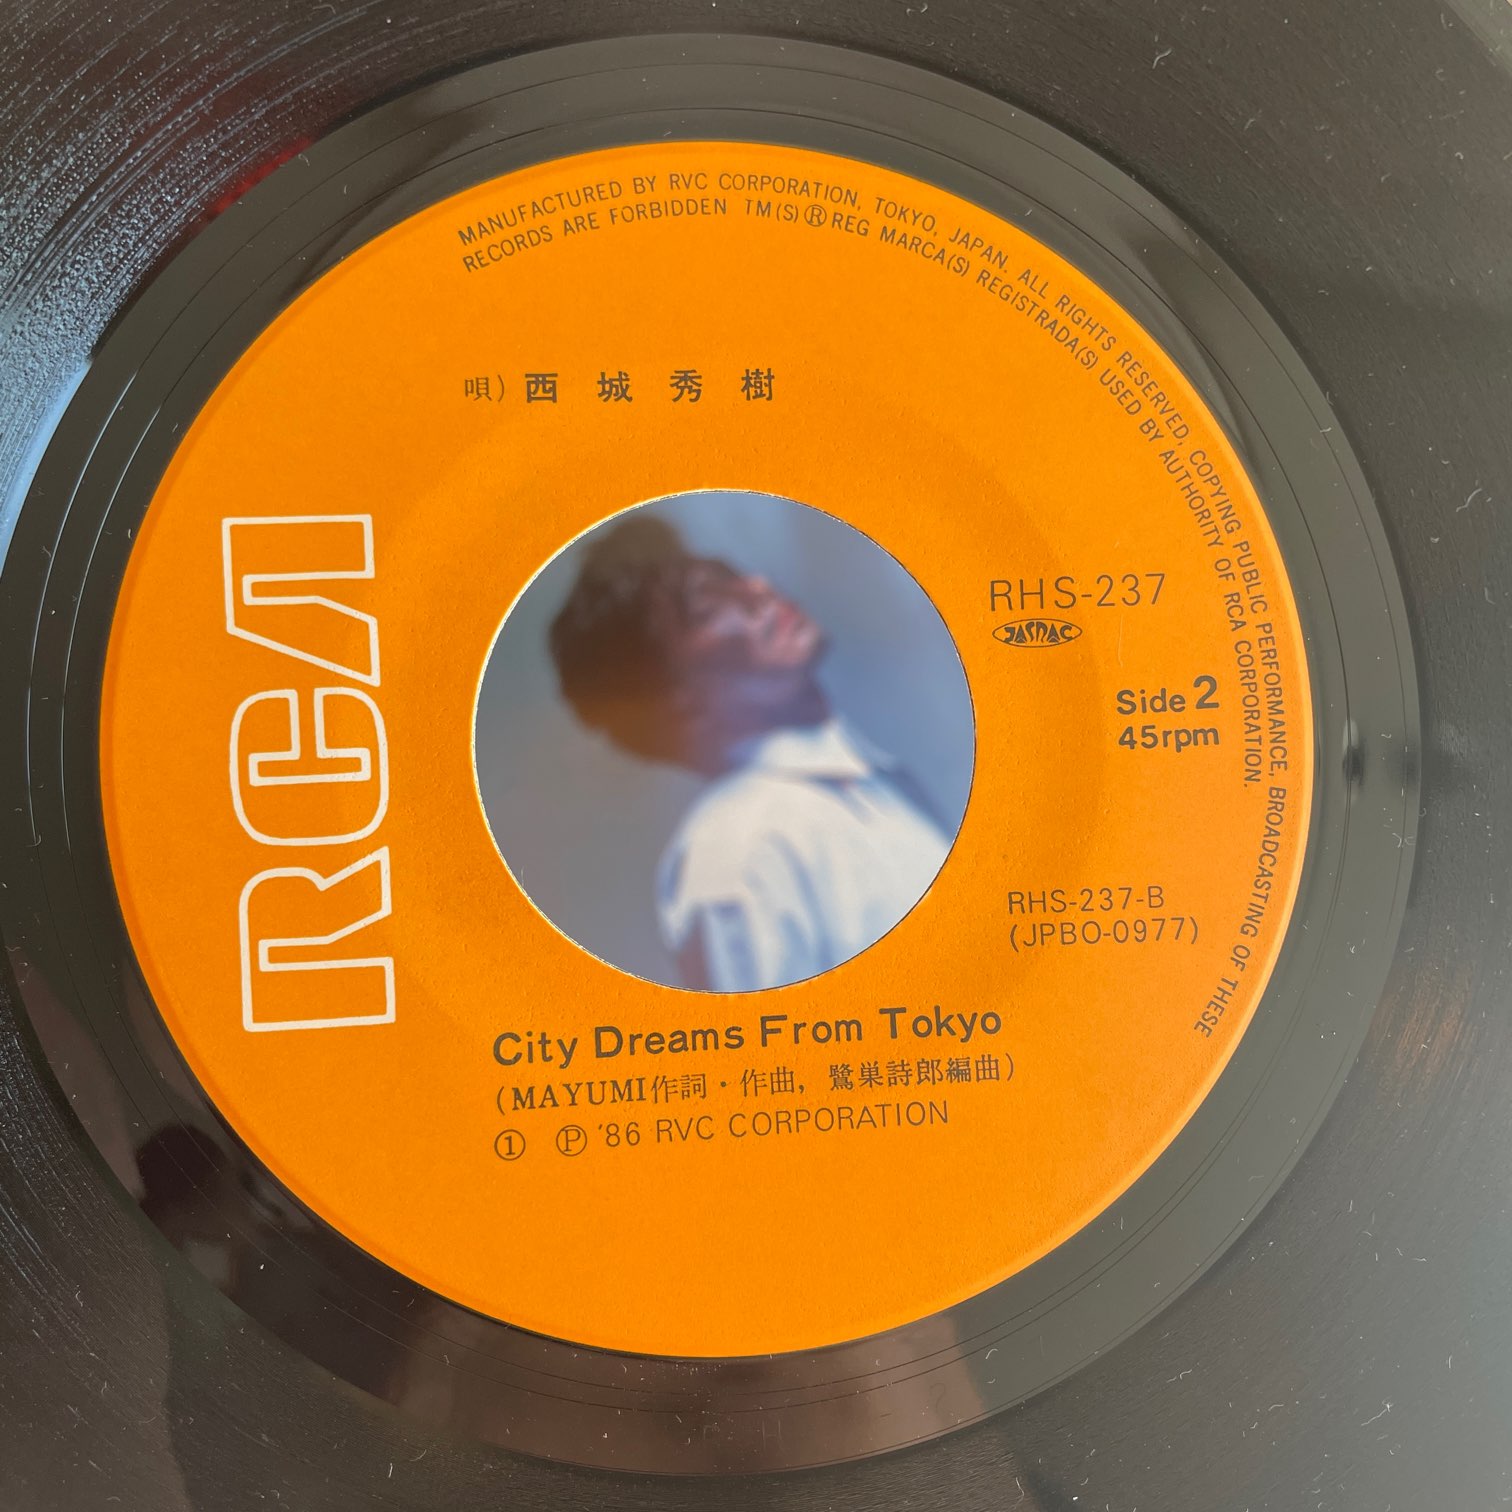 MANUFACTURED BY RVC CORPORATION, TOKYO, JAPAN. ALL RIGHTS RESERVED, COPYING PUBLIC PERFORMANCE, BROADCASTING OF THESE
RECORDS ARE FORBIDDEN TM(S)® REG MARCA(S) REGISTRADA(S) USED BY AUTHORITY OF RCA CORPORATION.
唄) 西城秀樹
RCA
RHS-237
JASRAC
Side 2
45rpm
RHS-237-B
(JPBO-0977)
City Dreams From Tokyo
(MAYUMI作詞・作曲, 鷺巣詩郎編曲)
① Ⓟ '86 RVC CORPORATION